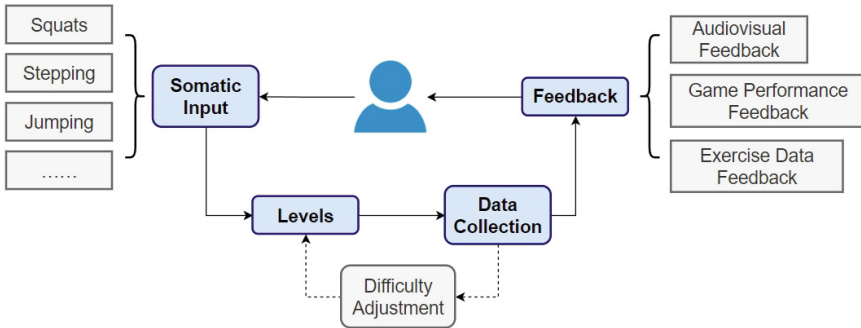 Squats
Stepping
Jumping
……
Somatic
Input
Feedback
Audiovisual
Feedback
Game Performance
Feedback
Exercise Data
Feedback
Levels
Data
Collection
Difficulty
Adjustment